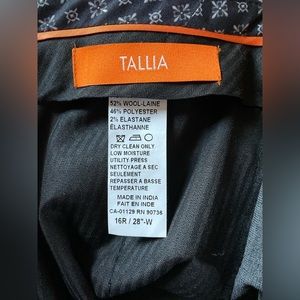 TALLIA
52% WOOL-LAINE
46% POLYESTER
2% ELASTANE
ELASTHANNE
DRY CLEAN ONLY
LOW MOISTURE
UTILITY PRESS
NETTOYAGE A SEC
SEULEMENT
REPASSER A BASSE
TEMPERATURE
MADE IN INDIA
FAIT EN INDE
CA-01129 RN 90736
16R / 28"-W